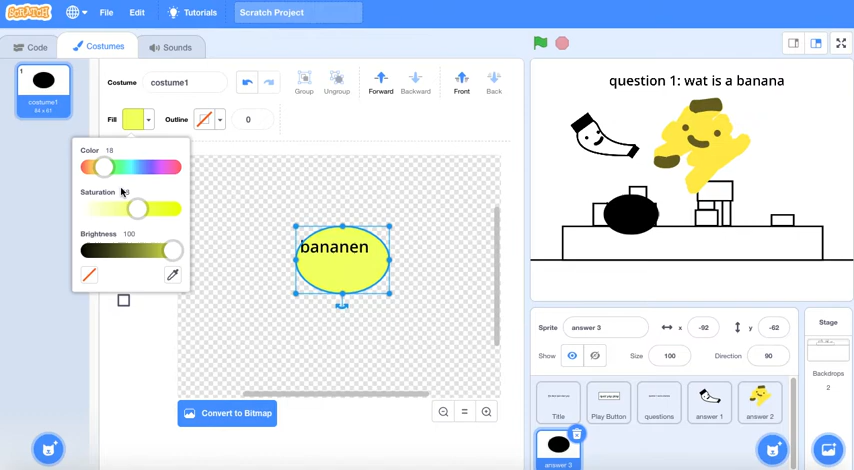 SCRATCH File Edit Tutorials Scratch Project
Code Costumes Sounds
1
costume1
84 x 61
Costume costume1 Group Ungroup Forward Backward Front Back
Fill Outline 0
Color 18
Saturation
Brightness 100
bananen
Convert to Bitmap
question 1: wat is a banana
Sprite answer 3 x -92 y -62
Show Size 100 Direction 90
Title Play Button questions answer 1 answer 2
answer 3
Stage
Backdrops
2